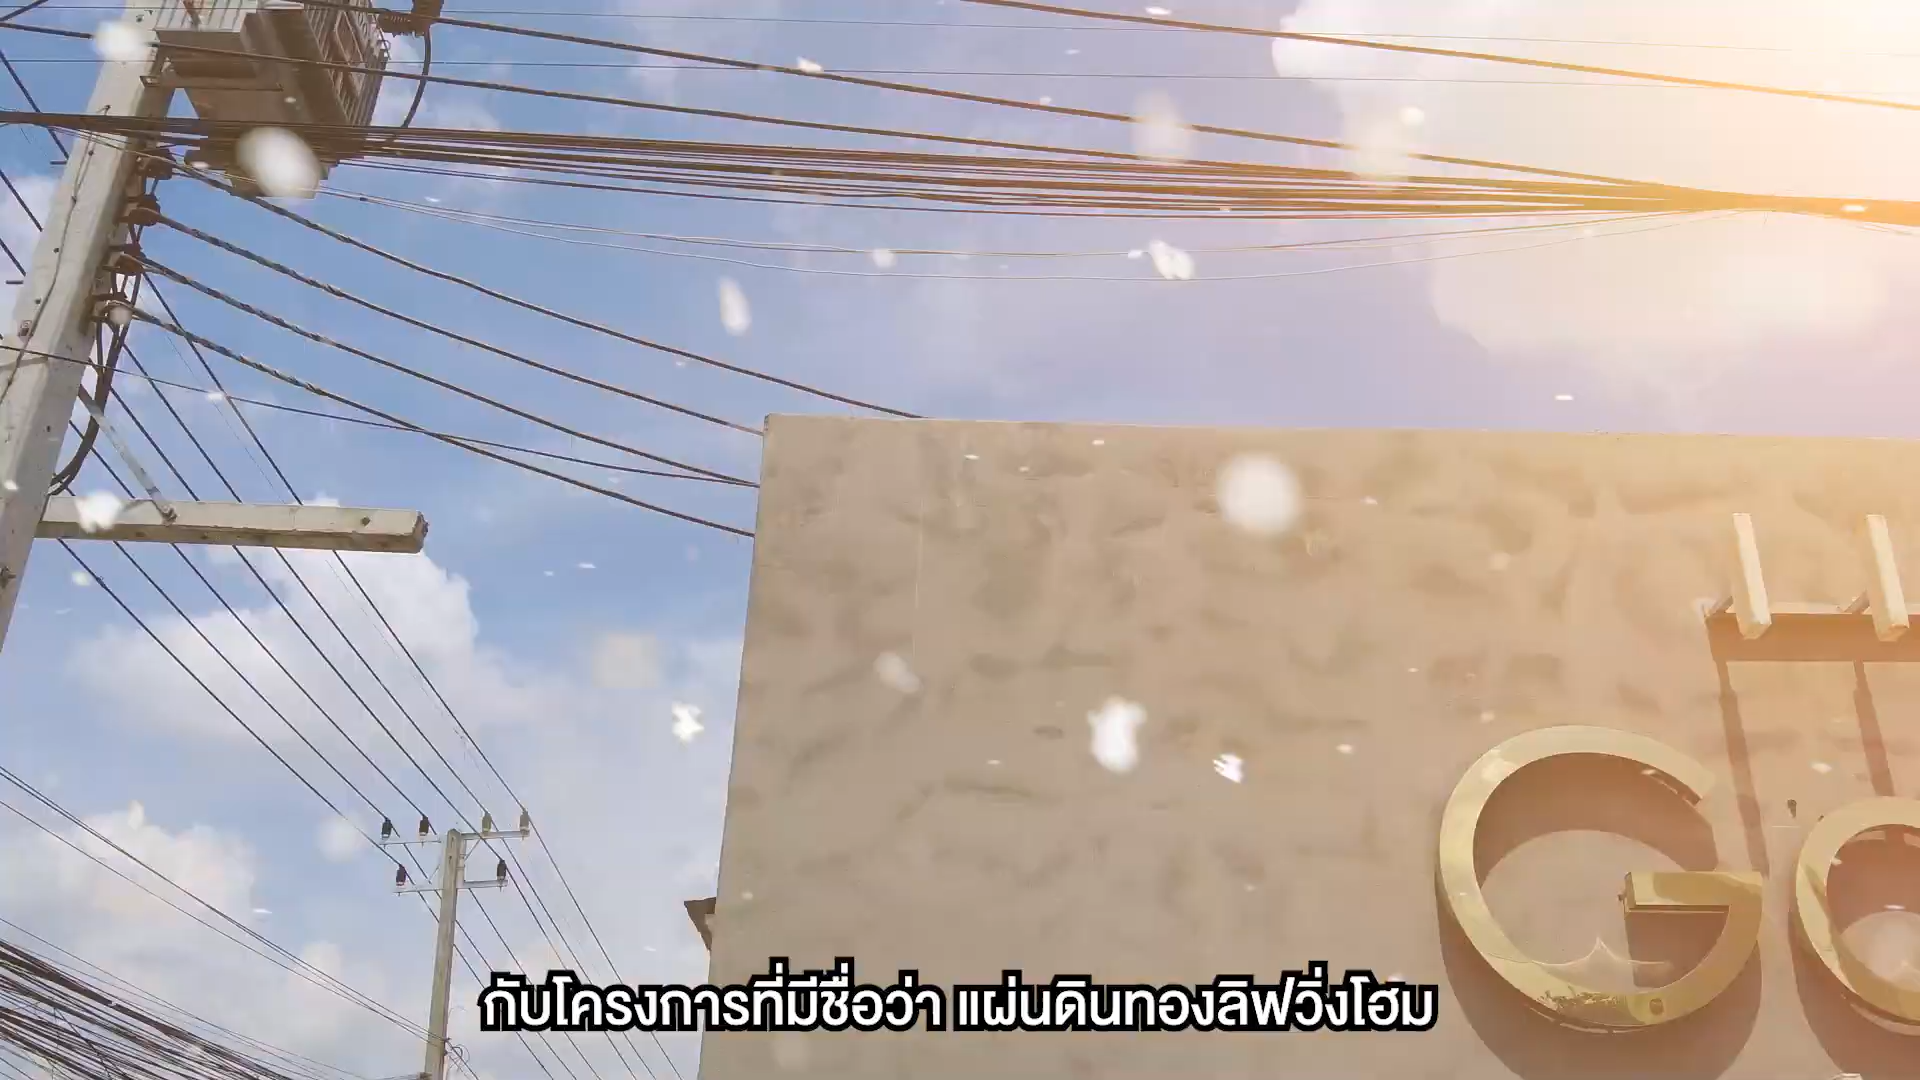 Go
กับโครงการที่มีชื่อว่า แผ่นดินทองลิฟวิ่งโฮม